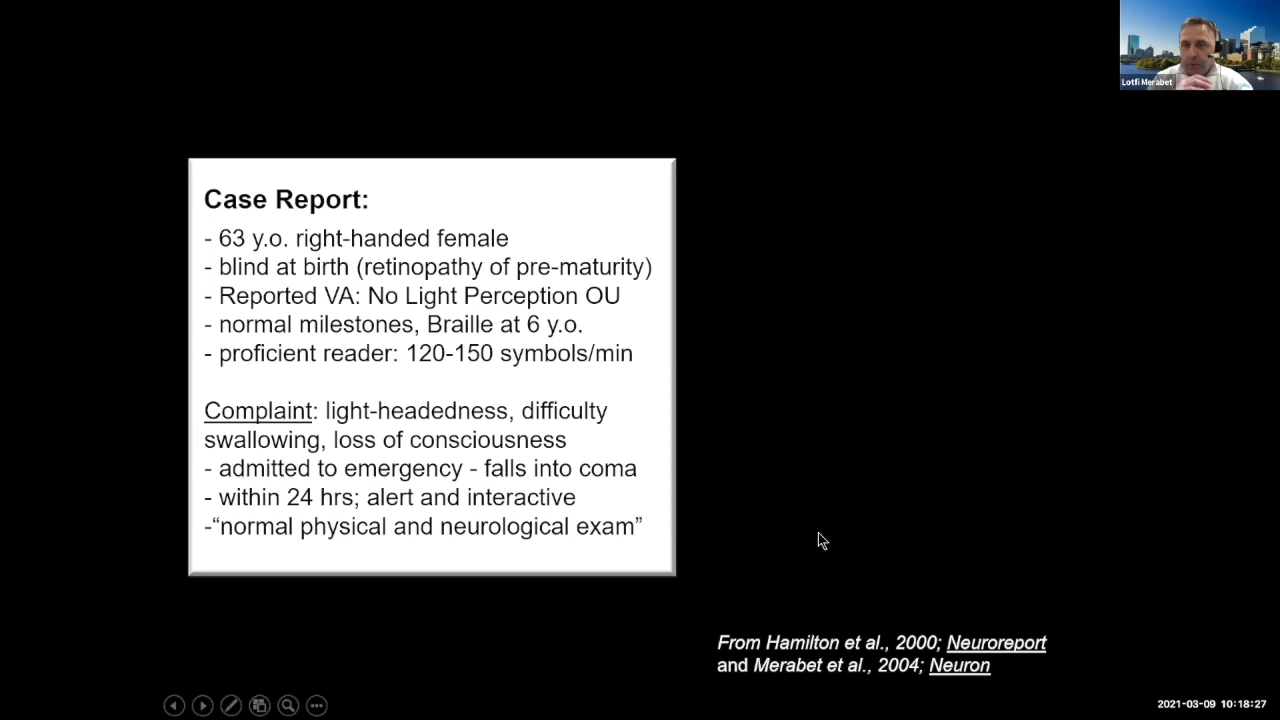 Lotfi Merabet
Case Report:
- 63 y.o. right-handed female
- blind at birth (retinopathy of pre-maturity)
- Reported VA: No Light Perception OU
- normal milestones, Braille at 6 y.o.
- proficient reader: 120-150 symbols/min
Complaint: light-headedness, difficulty
swallowing, loss of consciousness
- admitted to emergency - falls into coma
- within 24 hrs; alert and interactive
-“normal physical and neurological exam”
From Hamilton et al., 2000; Neuroreport
and Merabet et al., 2004; Neuron
2021-03-09 10:18:27